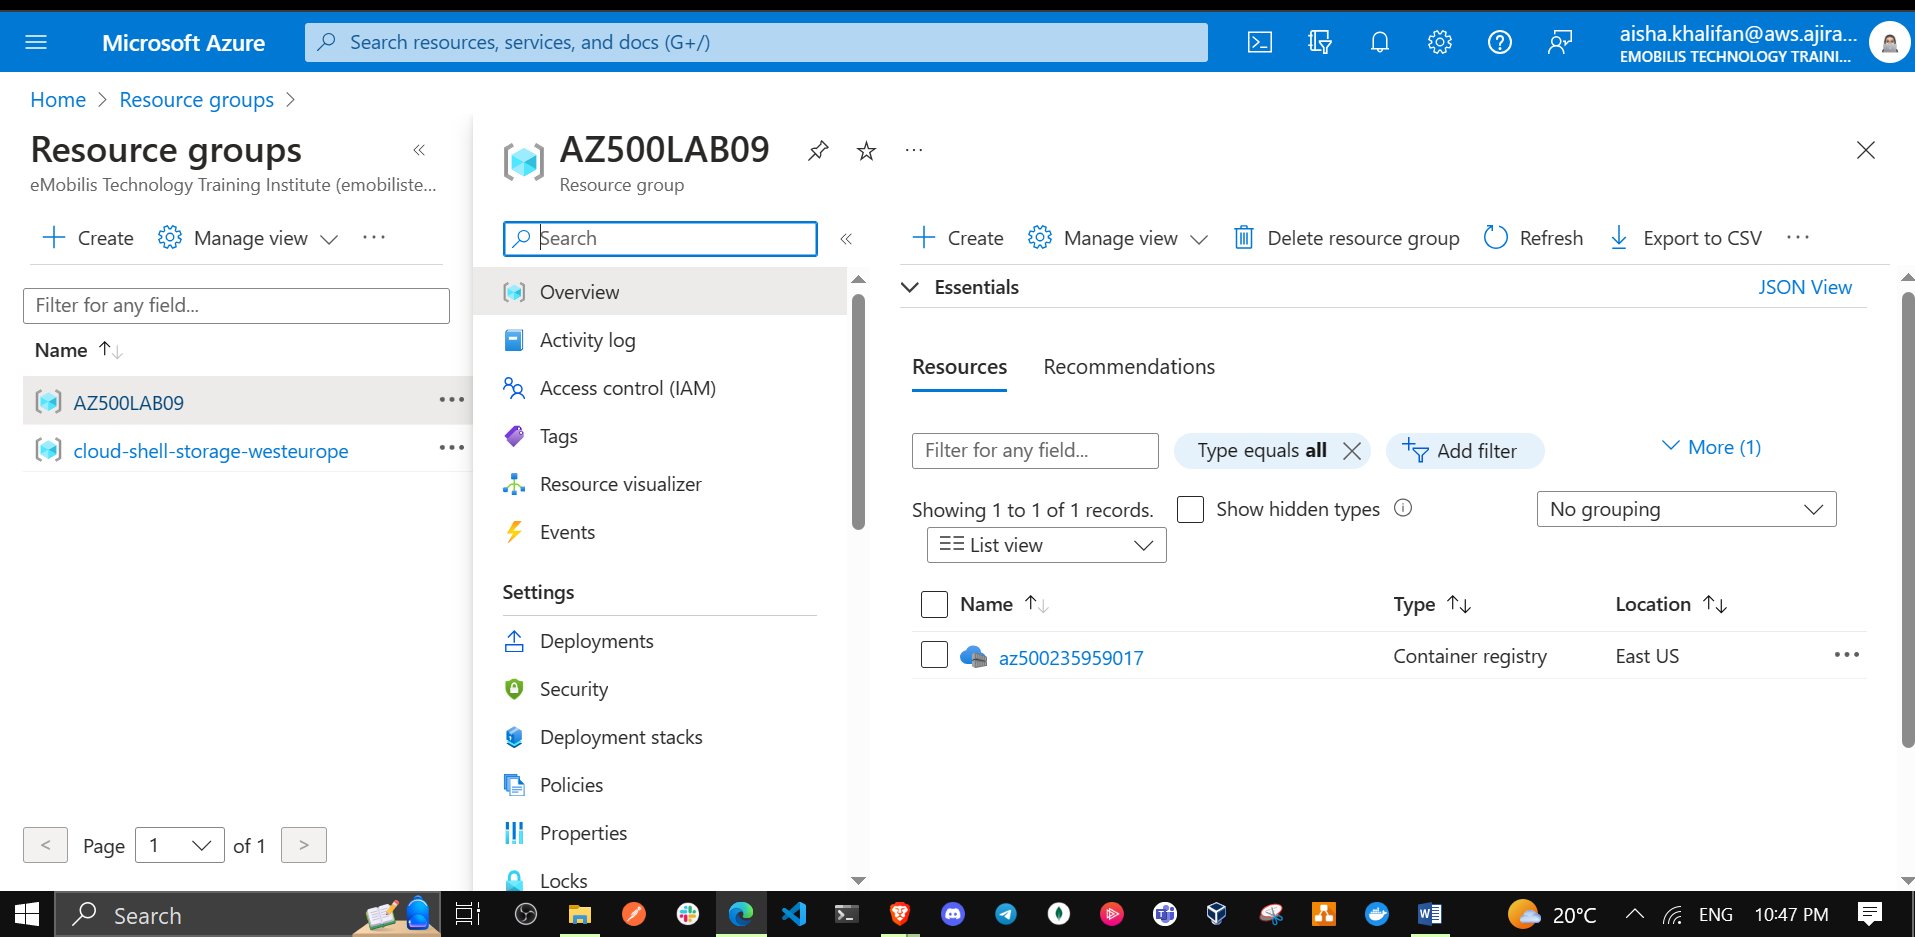 Microsoft Azure
Search resources, services, and docs (G+/)
aisha.khalifan@aws.ajira...
EMOBILIS TECHNOLOGY TRAINI...
Home > Resource groups >
Resource groups
eMobilis Technology Training Institute (emobiliste...
Create
Manage view
Filter for any field...
Name
AZ500LAB09
cloud-shell-storage-westeurope
Page 1 of 1
AZ500LAB09
Resource group
Search
Overview
Activity log
Access control (IAM)
Tags
Resource visualizer
Events
Settings
Deployments
Security
Deployment stacks
Policies
Properties
Locks
Create
Manage view
Delete resource group
Refresh
Export to CSV
Essentials
JSON View
Resources
Recommendations
Filter for any field...
Type equals all
Add filter
More (1)
Showing 1 to 1 of 1 records.
Show hidden types
No grouping
List view
Name
Type
Location
az500235959017
Container registry
East US
Search
20°C
ENG
10:47 PM